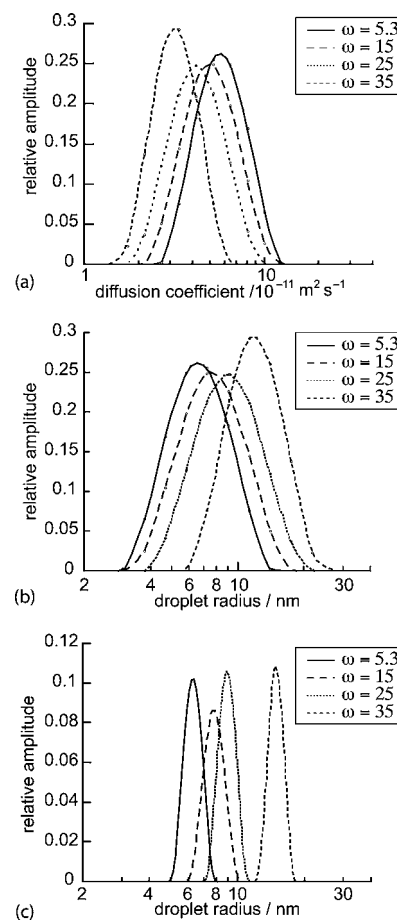 0.3
0.25
0.2
0.15
0.1
0.05
0
relative amplitude
ω = 5.3
ω = 15
ω = 25
ω = 35
1
10
(a)
diffusion coefficient /10⁻¹¹ m² s⁻¹
0.3
0.25
0.2
0.15
0.1
0.05
0
relative amplitude
ω = 5.3
ω = 15
ω = 25
ω = 35
2
4
6
8
10
30
(b)
droplet radius / nm
0.12
0.1
0.08
0.06
0.04
0.02
0
relative amplitude
ω = 5.3
ω = 15
ω = 25
ω = 35
2
4
6
8
10
30
(c)
droplet radius / nm